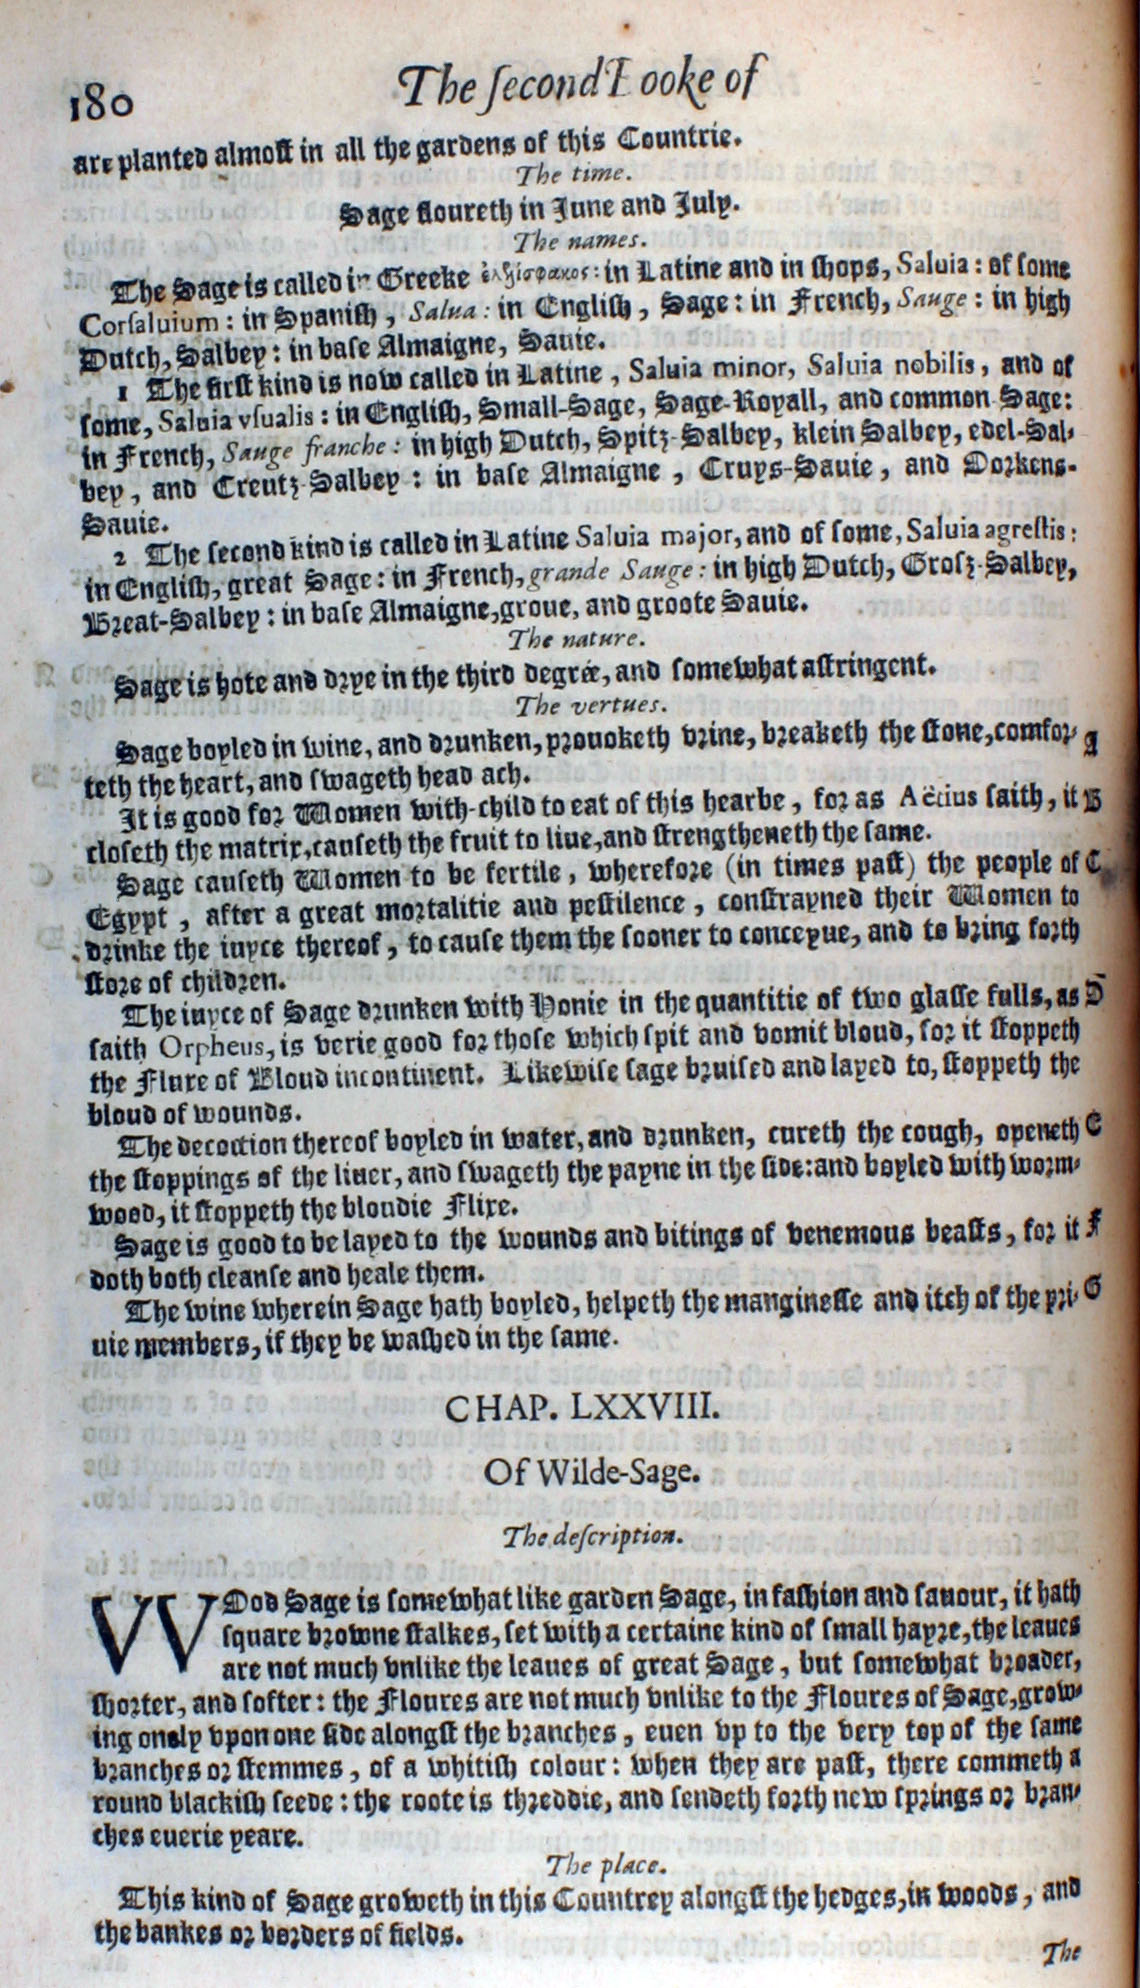 180 The ſecond Booke of
are planted almoſt in all the gardens of this Countrie.
The time.
Sage floureth in June and July.
The names.
The Sage is called in Greeke ἐλελίσφακος: in Latine and in ſhops, Saluia: of ſome
Corſaluium: in Spaniſh, Salua: in Engliſh, Sage: in French, Sauge: in high
Dutch, Salbey: in baſe Almaigne, Sauie.
1 The firſt kind is now called in Latine, Saluia minor, Saluia nobilis, and of
ſome, Saluia vſualis: in Engliſh, Small-Sage, Sage-Royall, and common Sage:
in French, Sauge franche: in high Dutch, Spitz-Salbey, klein Salbey, edel-Sal-
bey, and Creutz-Salbey: in baſe Almaigne, Cruys-Sauie, and Dorkens-
Sauie.
2 The ſecond kind is called in Latine Saluia major, and of ſome, Saluia agreſtis:
in Engliſh, great Sage: in French, grande Sauge: in high Dutch, Groſz-Salbey,
Breat-Salbey: in baſe Almaigne, groue, and groote Sauie.
The nature.
Sage is hote and drye in the third degree, and ſomewhat aſtringent.
The vertues.
Sage boyled in wine, and drunken, prouoketh vrine, breaketh the ſtone, comfor- A
teth the heart, and ſwageth head ach.
It is good for Women with-child to eat of this hearbe, for as Aëtius ſaith, it B
cloſeth the matrix, cauſeth the fruit to liue, and ſtrengtheneth the ſame.
Sage cauſeth Women to be fertile, wherefore (in times paſt) the people of C
Egypt, after a great mortalitie and peſtilence, conſtrayned their Women to
drinke the iuyce thereof, to cauſe them the ſooner to conceyue, and to bring forth
ſtore of children.
The iuyce of Sage drunken with Honie in the quantitie of two glaſſe fulls, as D
ſaith Orpheus, is verie good for thoſe which ſpit and vomit bloud, for it ſtoppeth
the Fluxe of Bloud incontinent. Likewiſe ſage bruiſed and layed to, ſtoppeth the
bloud of wounds.
The decoction thereof boyled in water, and drunken, cureth the cough, openeth E
the ſtoppings of the liuer, and ſwageth the payne in the ſide: and boyled with worm-
wood, it ſtoppeth the bloudie Flixe.
Sage is good to be layed to the wounds and bitings of venemous beaſts, for it F
doth both cleanſe and heale them.
The wine wherein Sage hath boyled, helpeth the manginesſe and itch of the pri- G
uie members, if they be waſhed in the ſame.
CHAP. LXXVIII.
Of Wilde-Sage.
The deſcription.
WOod Sage is ſomewhat like garden Sage, in faſhion and ſauour, it hath
ſquare browne ſtalkes, ſet with a certaine kind of ſmall hayre, the leaues
are not much vnlike the leaues of great Sage, but ſomewhat broader,
ſhorter, and ſofter: the Floures are not much vnlike to the Floures of Sage, grow-
ing onely vpon one ſide alongſt the branches, euen vp to the very top of the ſame
branches or ſtemmes, of a whitiſh colour: when they are paſt, there commeth a
round blackiſh ſeede: the roote is threddie, and ſendeth forth new ſprings or bran-
ches euerie yeare.
The place.
This kind of Sage groweth in this Countrey alongſt the hedges, in woods, and
the bankes or borders of fields.
The